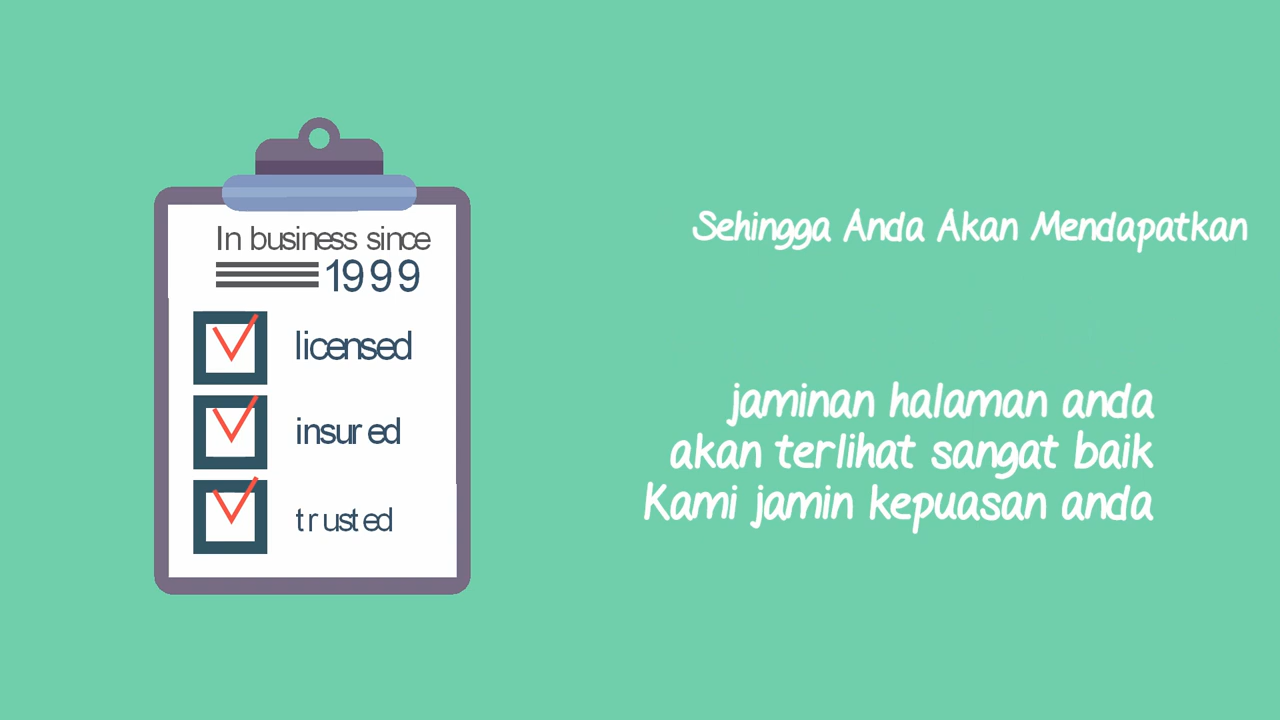 In business since
1999
licensed
insured
trusted
Sehingga Anda Akan Mendapatkan
jaminan halaman anda
akan terlihat sangat baik
Kami jamin kepuasan anda